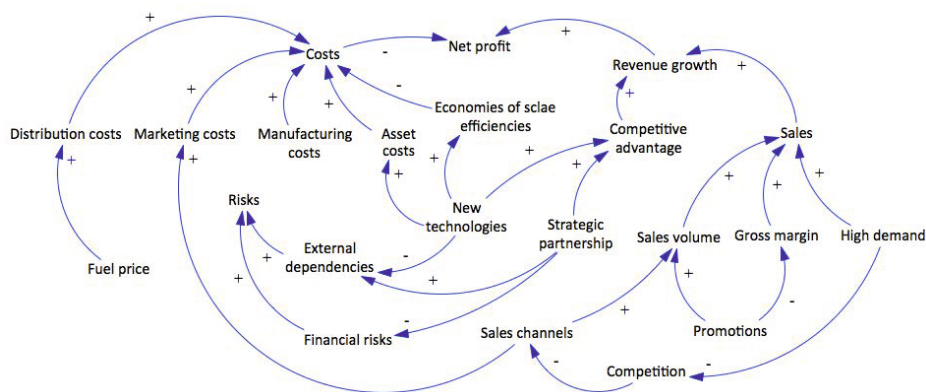 +
Costs
-
Net profit
+
Revenue growth
+
+
+
+
-
+
Economies of sclae
efficiencies
Distribution costs
Marketing costs
Manufacturing
costs
Asset
costs
Competitive
advantage
Sales
+
+
+
+
+
+
+
+
+
Risks
New
technologies
Strategic
partnership
Sales volume
Gross margin
High demand
External
dependencies
+
-
Fuel price
+
+
+
-
Financial risks
-
Sales channels
+
Promotions
-
Competition
-